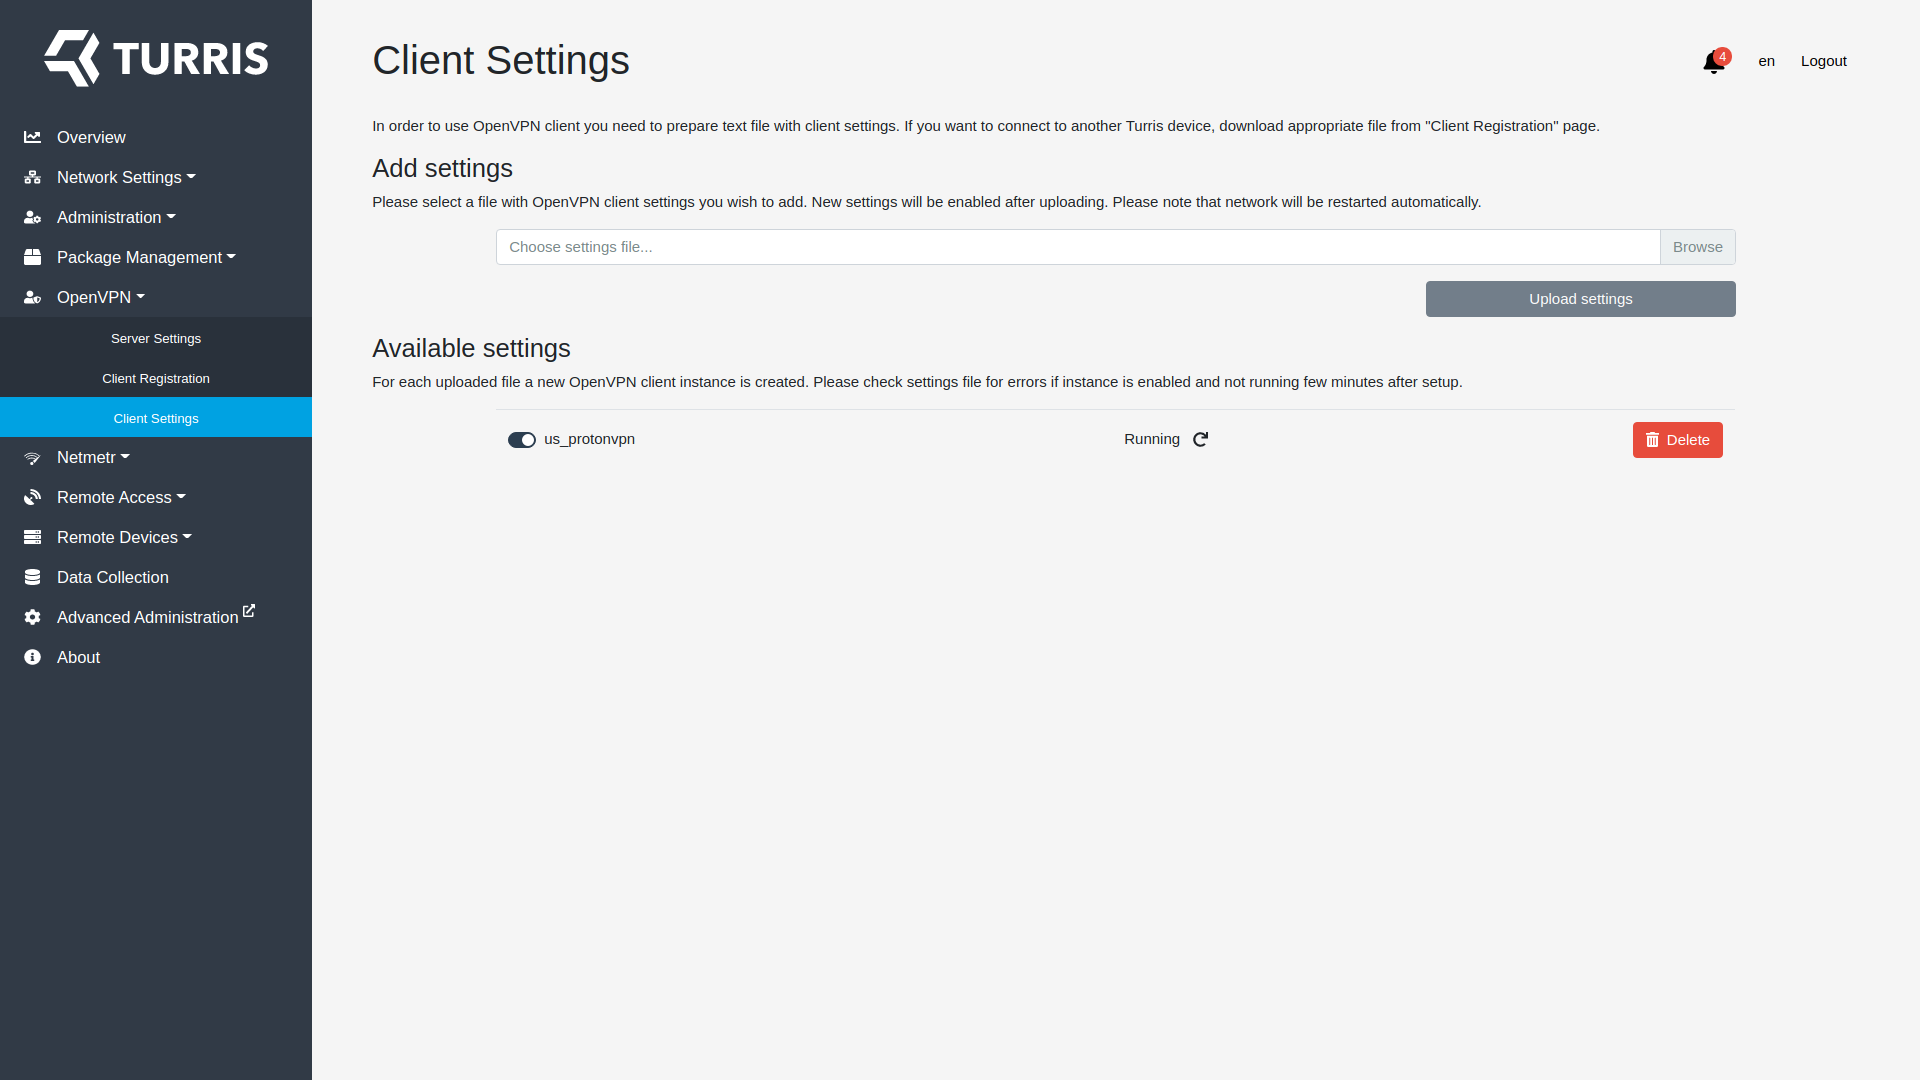 TURRIS
Overview
Network Settings
Administration
Package Management
OpenVPN
Server Settings
Client Registration
Client Settings
Netmetr
Remote Access
Remote Devices
Data Collection
Advanced Administration
About
Client Settings
4
en
Logout
In order to use OpenVPN client you need to prepare text file with client settings. If you want to connect to another Turris device, download appropriate file from "Client Registration" page.
Add settings
Please select a file with OpenVPN client settings you wish to add. New settings will be enabled after uploading. Please note that network will be restarted automatically.
Choose settings file...
Browse
Upload settings
Available settings
For each uploaded file a new OpenVPN client instance is created. Please check settings file for errors if instance is enabled and not running few minutes after setup.
us_protonvpn
Running
Delete